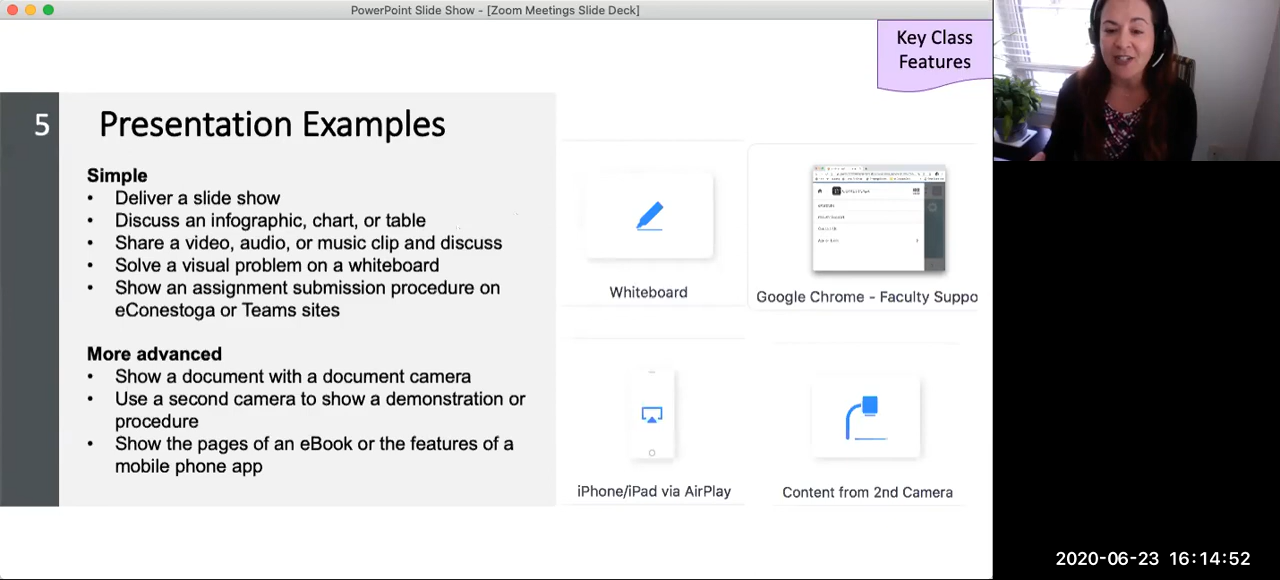 PowerPoint Slide Show - [Zoom Meetings Slide Deck]
Key Class
Features
5
Presentation Examples
Simple
• Deliver a slide show
• Discuss an infographic, chart, or table
• Share a video, audio, or music clip and discuss
• Solve a visual problem on a whiteboard
• Show an assignment submission procedure on
eConestoga or Teams sites
More advanced
• Show a document with a document camera
• Use a second camera to show a demonstration or
procedure
• Show the pages of an eBook or the features of a
mobile phone app
Whiteboard
Google Chrome - Faculty Suppo
iPhone/iPad via AirPlay
Content from 2nd Camera
2020-06-23 16:14:52